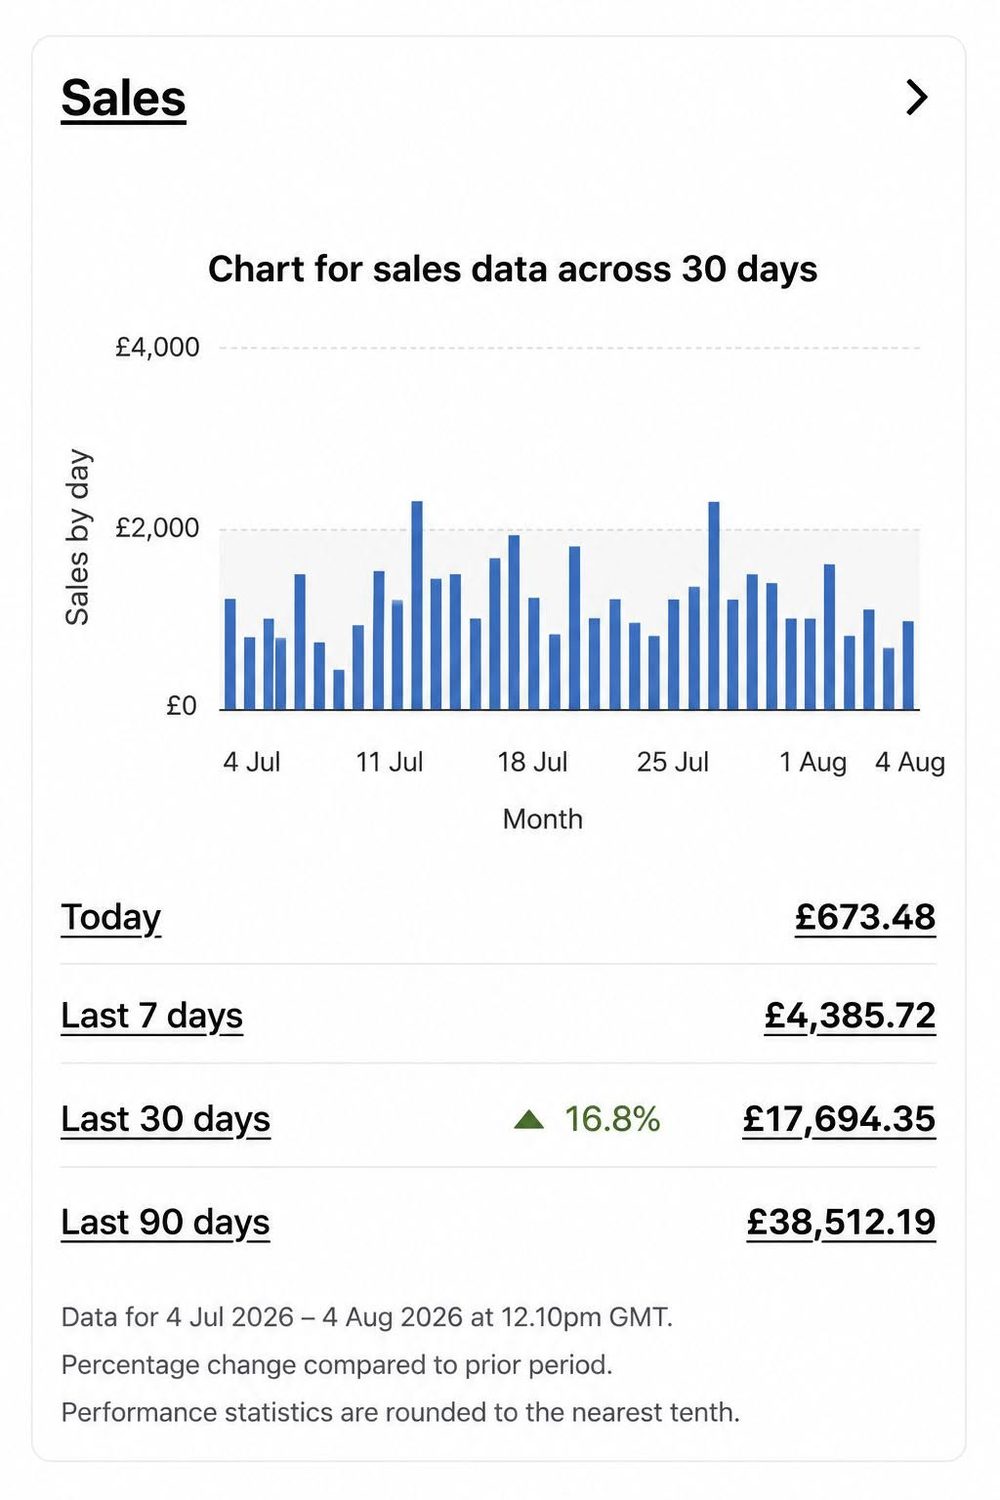 Sales
Chart for sales data across 30 days
£4,000
£2,000
£0
Sales by day
4 Jul 11 Jul 18 Jul 25 Jul 1 Aug 4 Aug
Month
Today £673.48
Last 7 days £4,385.72
Last 30 days ▲ 16.8% £17,694.35
Last 90 days £38,512.19
Data for 4 Jul 2026 – 4 Aug 2026 at 12.10pm GMT.
Percentage change compared to prior period.
Performance statistics are rounded to the nearest tenth.